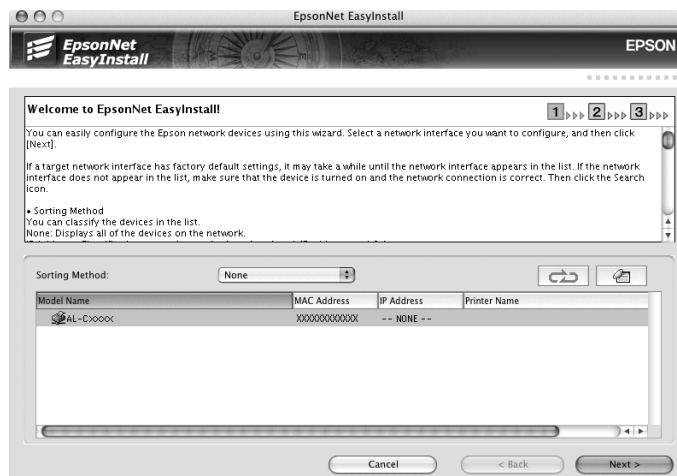 EpsonNet EasyInstall
EpsonNet
EasyInstall
EPSON
Welcome to EpsonNet EasyInstall!
1 2 3
You can easily configure the Epson network devices using this wizard. Select a network interface you want to configure, and then click
[Next].
If a target network interface has factory default settings, it may take a while until the network interface appears in the list. If the network
interface does not appear in the list, make sure that the device is turned on and the network connection is correct. Then click the Search
icon.
• Sorting Method
You can classify the devices in the list.
None: Displays all of the devices on the network.
Sorting Method: None
Model Name MAC Address IP Address Printer Name
AL-CXXXX XXXXXXXXXXXX -- NONE --
Cancel < Back Next >